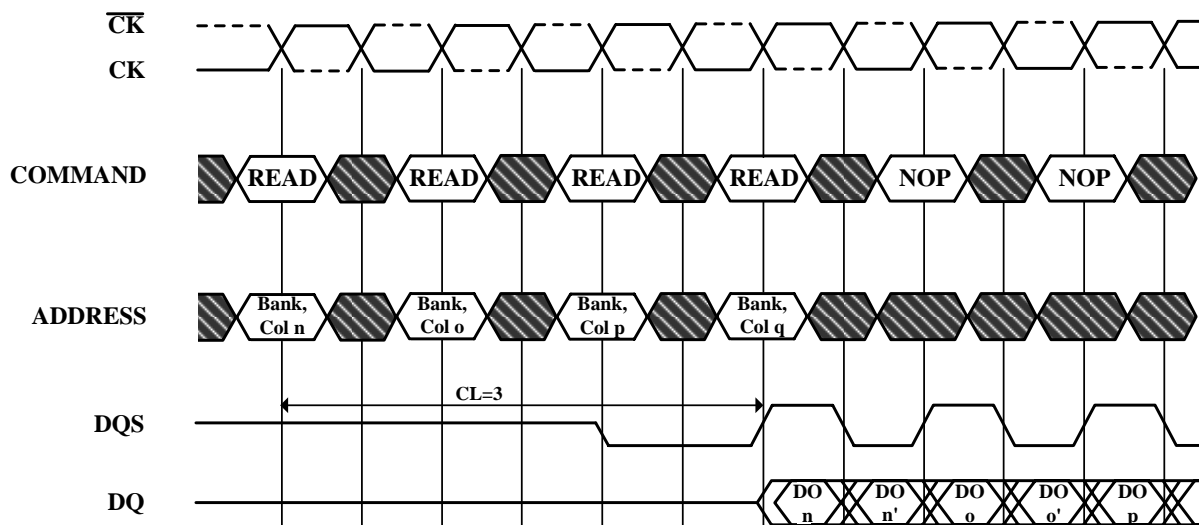 CK
CK
COMMAND READ READ READ READ NOP NOP
ADDRESS Bank, Col n Bank, Col o Bank, Col p Bank, Col q
CL=3
DQS
DQ DO n DO n' DO o DO o' DO p